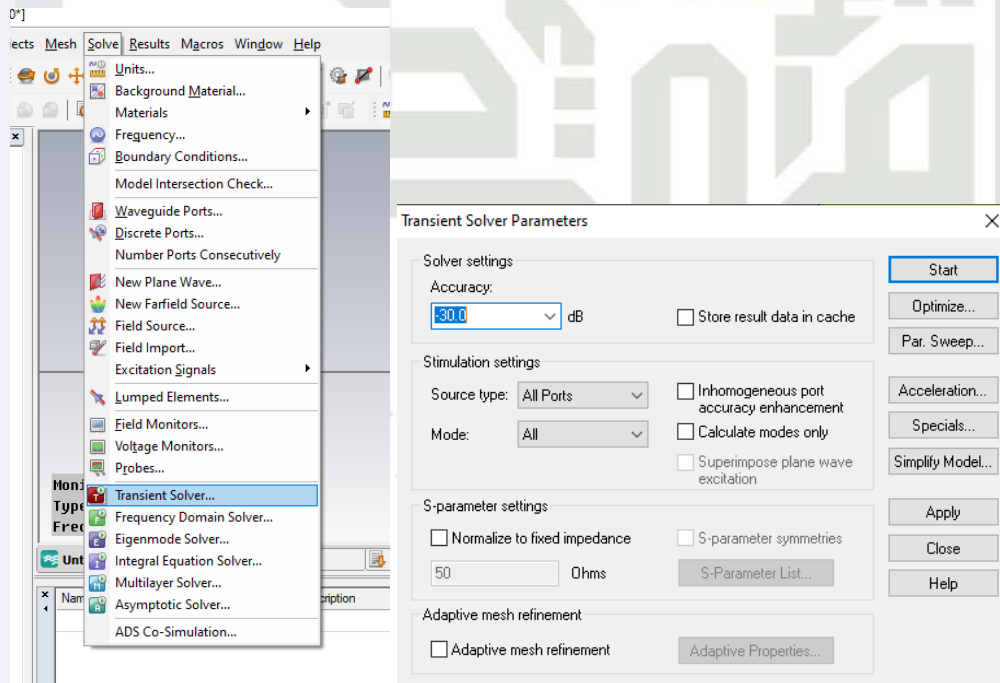 0*]
jects Mesh Solve Results Macros Window Help
Units...
Background Material...
Materials
Frequency...
Boundary Conditions...
Model Intersection Check...
Waveguide Ports...
Discrete Ports...
Number Ports Consecutively
New Plane Wave...
New Farfield Source...
Field Source...
Field Import...
Excitation Signals
Lumped Elements...
Field Monitors...
Voltage Monitors...
Probes...
Transient Solver...
Frequency Domain Solver...
Eigenmode Solver...
Integral Equation Solver...
Multilayer Solver...
Asymptotic Solver...
ADS Co-Simulation...
Moni
Type
Fred
Unt
Nam
cription
Transient Solver Parameters
Solver settings
Accuracy:
-30.0 dB
Store result data in cache
Stimulation settings
Source type: All Ports
Mode: All
Inhomogeneous port
accuracy enhancement
Calculate modes only
Superimpose plane wave
excitation
S-parameter settings
Normalize to fixed impedance
50 Ohms
S-parameter symmetries
S-Parameter List...
Adaptive mesh refinement
Adaptive mesh refinement
Adaptive Properties...
Start
Optimize...
Par. Sweep...
Acceleration...
Specials...
Simplify Model...
Apply
Close
Help